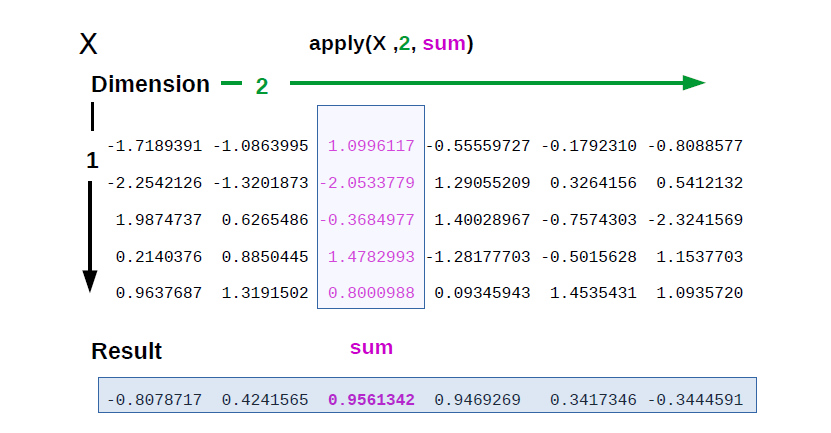 X
apply(X ,2, sum)
Dimension 2
1
-1.7189391 -1.0863995 1.0996117 -0.55559727 -0.1792310 -0.8088577
-2.2542126 -1.3201873 -2.0533779 1.29055209 0.3264156 0.5412132
1.9874737 0.6265486 -0.3684977 1.40028967 -0.7574303 -2.3241569
0.2140376 0.8850445 1.4782993 -1.28177703 -0.5015628 1.1537703
0.9637687 1.3191502 0.8000988 0.09345943 1.4535431 1.0935720
Result
sum
-0.8078717 0.4241565 0.9561342 0.9469269 0.3417346 -0.3444591